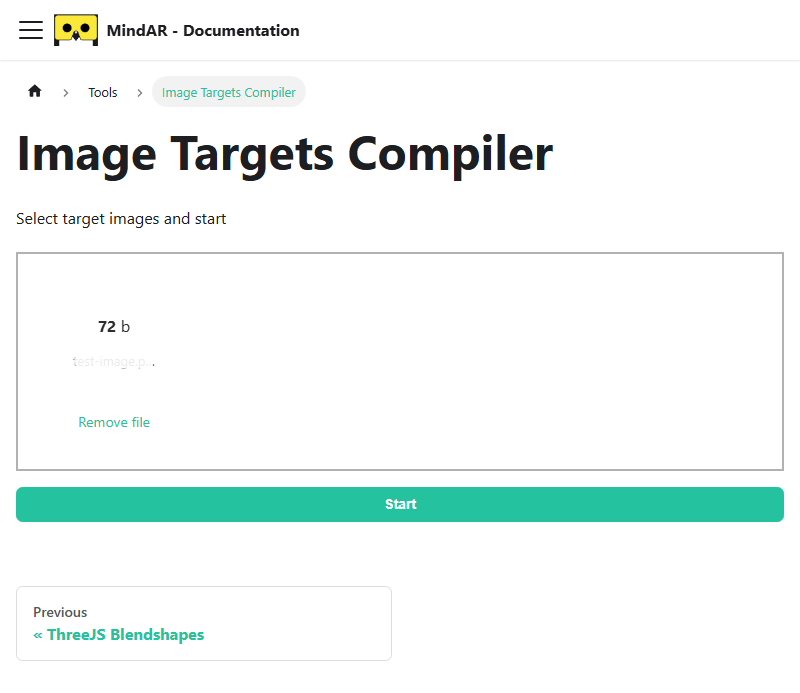 MindAR - Documentation
Tools
Image Targets Compiler
Image Targets Compiler
Select target images and start
72 b
test-image.p...
Remove file
Start
Previous
« ThreeJS Blendshapes